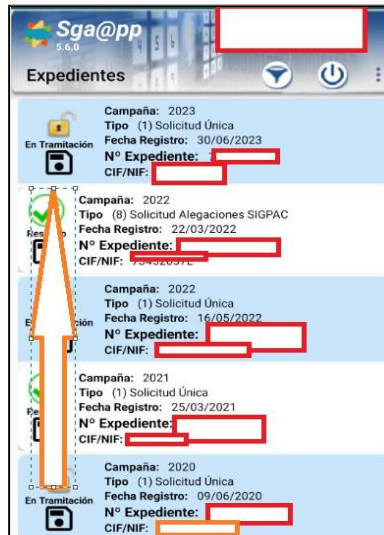 Sga@pp
5.6.0
Expedientes
Campaña: 2023
Tipo (1) Solicitud Única
En Tramitación
Fecha Registro: 30/06/2023
Nº Expediente:
CIF/NIF:
Campaña: 2022
Tipo (8) Solicitud Alegaciones SIGPAC
Fecha Registro: 22/03/2022
Nº Expediente:
CIF/NIF:
Campaña: 2022
Tipo (1) Solicitud Única
Fecha Registro: 16/05/2022
Nº Expediente:
CIF/NIF:
Campaña: 2021
Tipo (1) Solicitud Única
Fecha Registro: 25/03/2021
Nº Expediente:
CIF/NIF:
Campaña: 2020
Tipo (1) Solicitud Única
En Tramitación
Fecha Registro: 09/06/2020
Nº Expediente:
CIF/NIF: